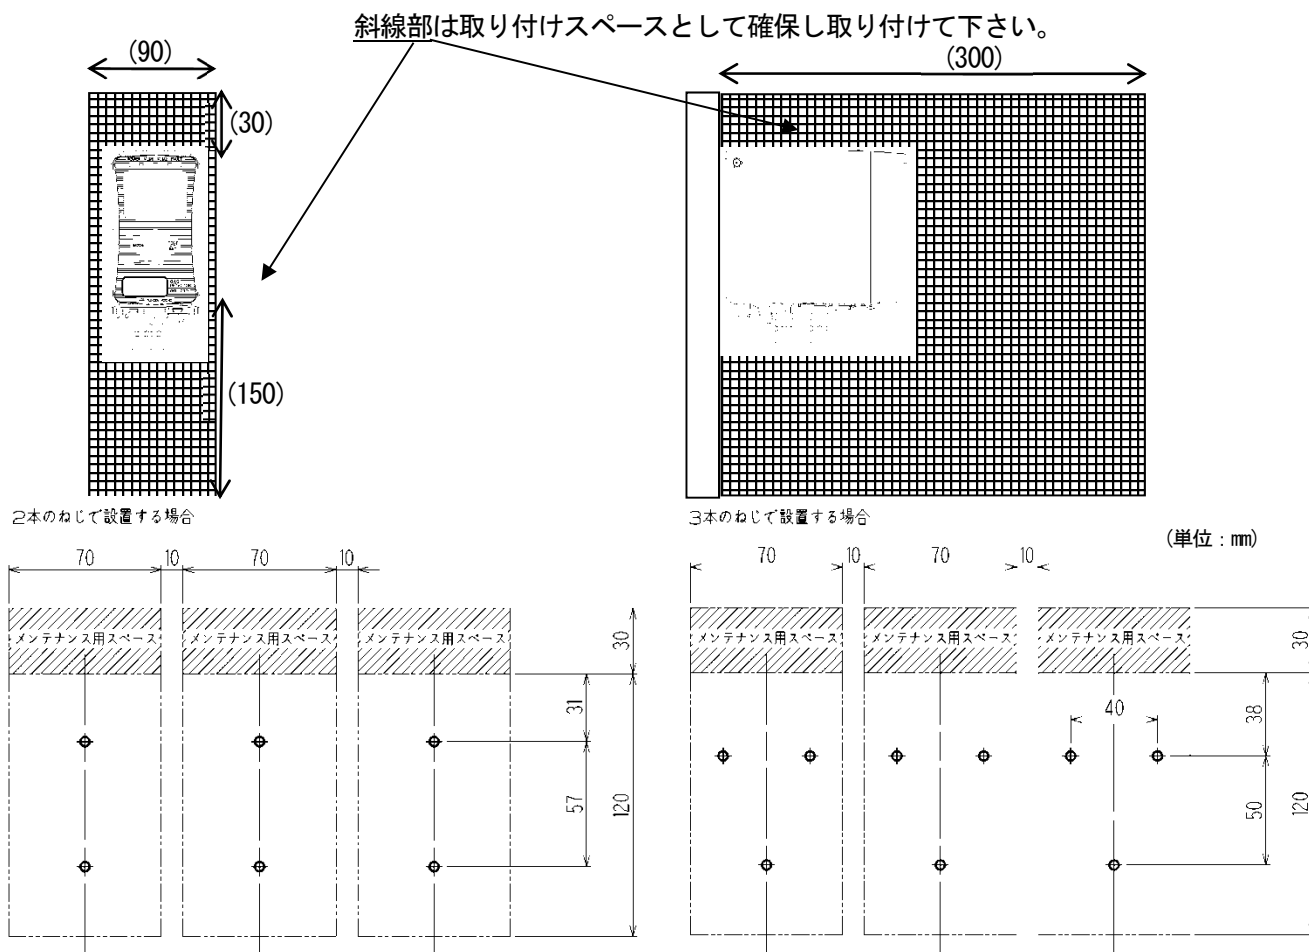 斜線部は取り付けスペースとして確保し取り付けて下さい。
(90)
(300)
(30)
(150)
2本のねじで設置する場合
3本のねじで設置する場合
(単位:㎜)
70 10 70 10
70 10 70 10
メンテナンス用スペース メンテナンス用スペース メンテナンス用スペース
30
メンテナンス用スペース メンテナンス用スペース メンテナンス用スペース
30
31
57
120
40
38
50
120